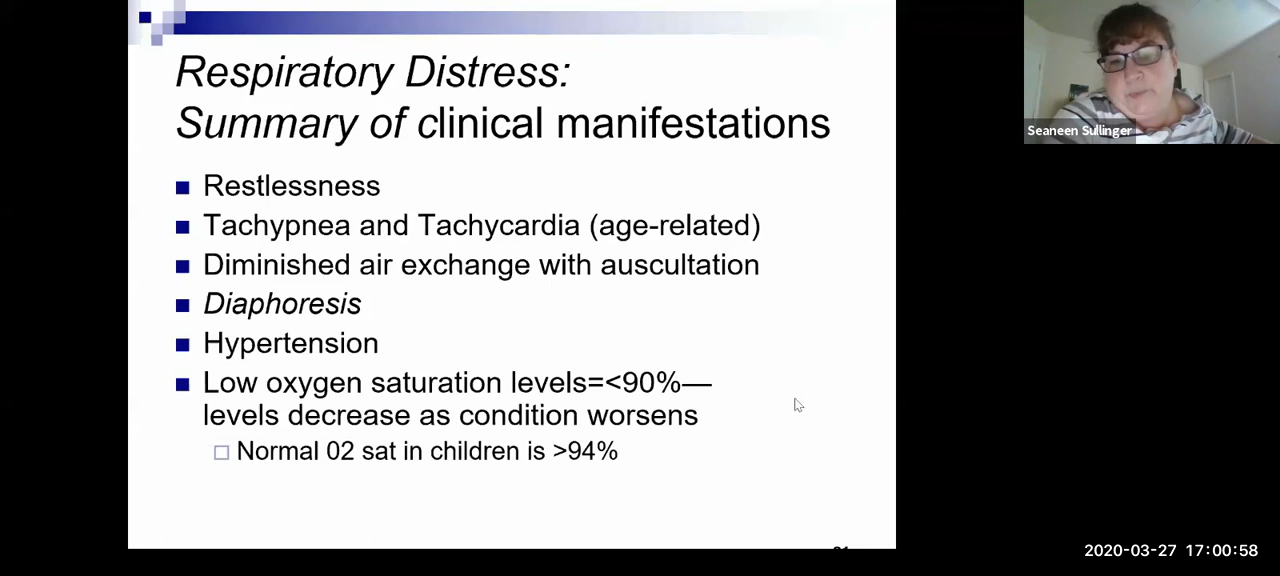 Respiratory Distress:
Summary of clinical manifestations
Restlessness
Tachypnea and Tachycardia (age-related)
Diminished air exchange with auscultation
Diaphoresis
Hypertension
Low oxygen saturation levels=<90%—
levels decrease as condition worsens
Normal 02 sat in children is >94%
Seaneen Sullinger
2020-03-27 17:00:58